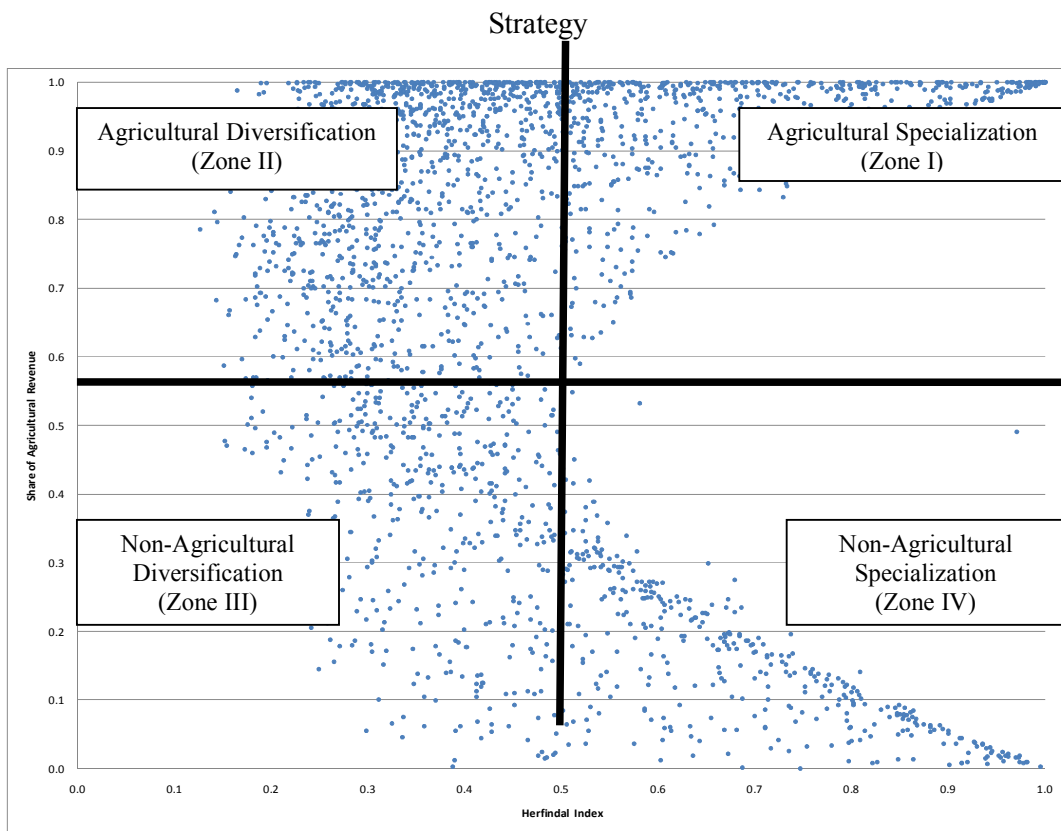 Strategy
1.0
Agricultural Diversification
(Zone II)
Agricultural Specialization
(Zone I)
0.9
0.8
0.7
0.6
0.5
0.4
Non-Agricultural
Diversification
(Zone III)
Non-Agricultural
Specialization
(Zone IV)
0.3
0.2
0.1
0.0
Share of Agricultural Revenue
0.0 0.1 0.2 0.3 0.4 0.5 0.6 0.7 0.8 0.9 1.0
Herfindal Index